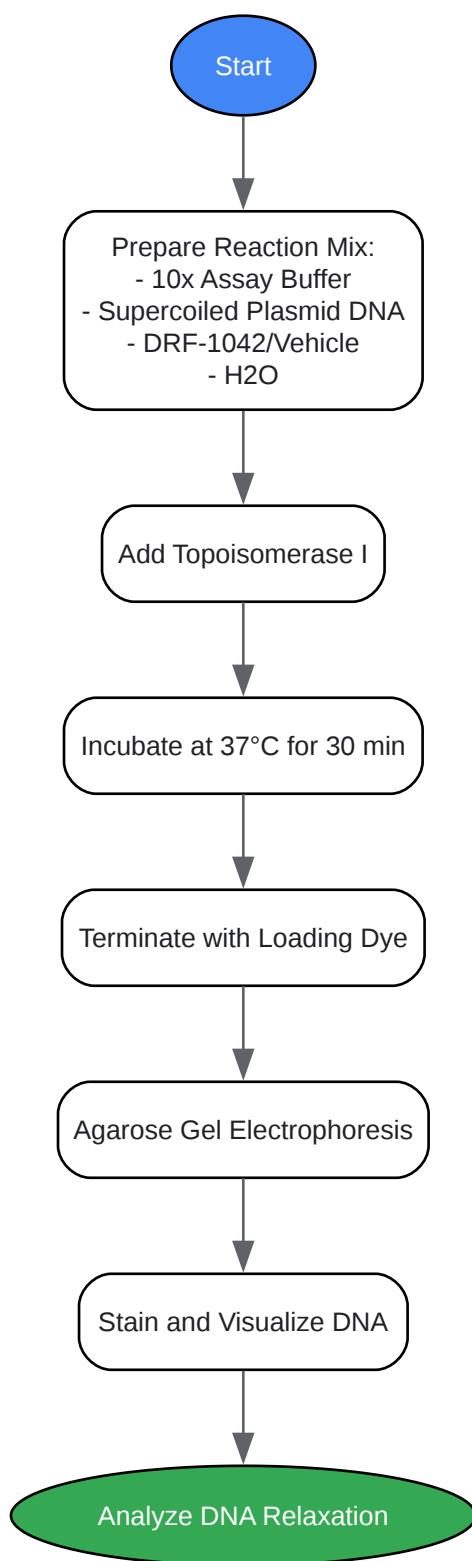 Start
Prepare Reaction Mix:
- 10x Assay Buffer
- Supercoiled Plasmid DNA
- DRF-1042/Vehicle
- H2O
Add Topoisomerase I
Incubate at 37°C for 30 min
Terminate with Loading Dye
Agarose Gel Electrophoresis
Stain and Visualize DNA
Analyze DNA Relaxation